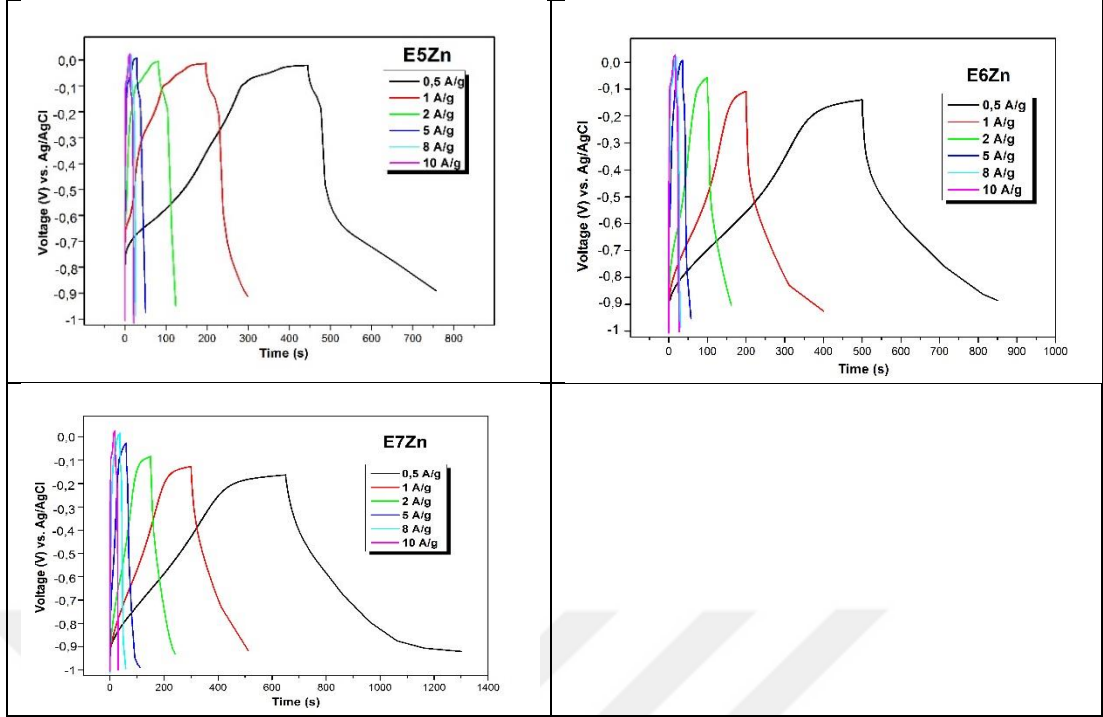 E5Zn
0,5 A/g
1 A/g
2 A/g
5 A/g
8 A/g
10 A/g
0,0
-0,1
-0,2
-0,3
-0,4
-0,5
-0,6
-0,7
-0,8
-0,9
-1
Voltage (V) vs. Ag/AgCl
0 100 200 300 400 500 600 700 800
Time (s)
E6Zn
0,5 A/g
1 A/g
2 A/g
5 A/g
8 A/g
10 A/g
0,0
-0,1
-0,2
-0,3
-0,4
-0,5
-0,6
-0,7
-0,8
-0,9
-1
Voltage (V) vs. Ag/AgCl
0 100 200 300 400 500 600 700 800 900 1000
Time (s)
E7Zn
0,5 A/g
1 A/g
2 A/g
5 A/g
8 A/g
10 A/g
0,0
-0,1
-0,2
-0,3
-0,4
-0,5
-0,6
-0,7
-0,8
-0,9
-1
Voltage (V) vs. Ag/AgCl
0 200 400 600 800 1000 1200 1400
Time (s)